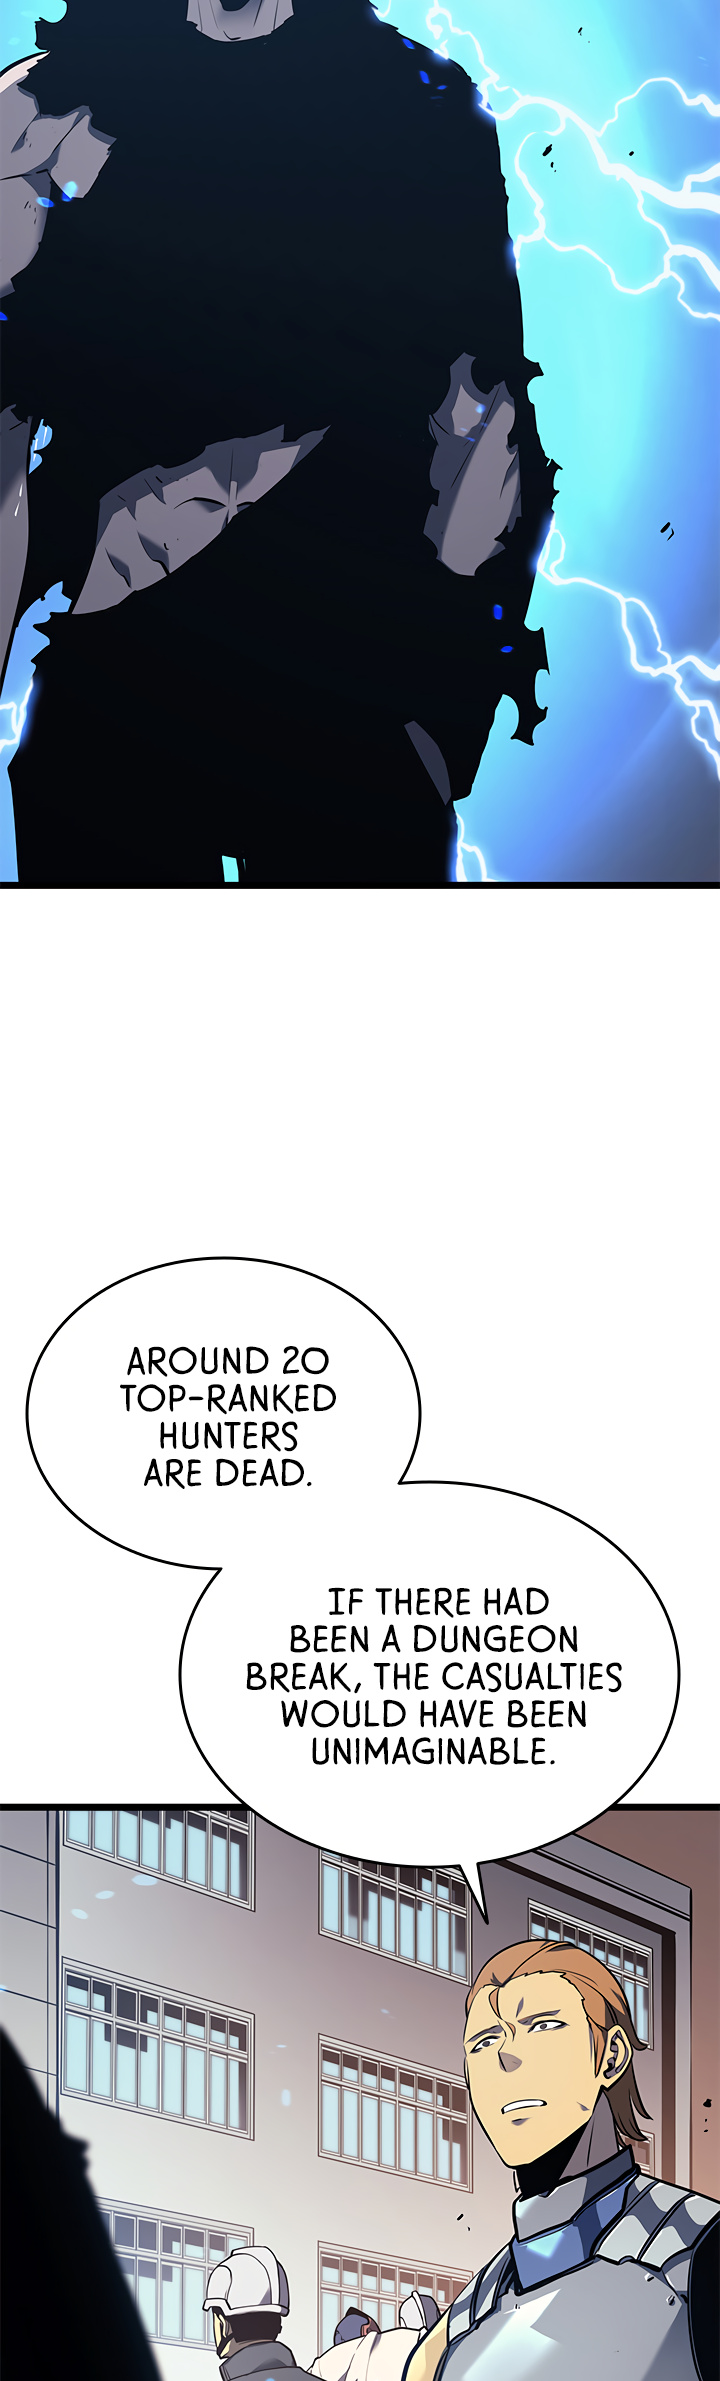 AROUND 20
TOP-RANKED
HUNTERS
ARE DEAD.
IF THERE HAD
BEEN A DUNGEON
BREAK, THE CASUALTIES
WOULD HAVE BEEN
UNIMAGINABLE.